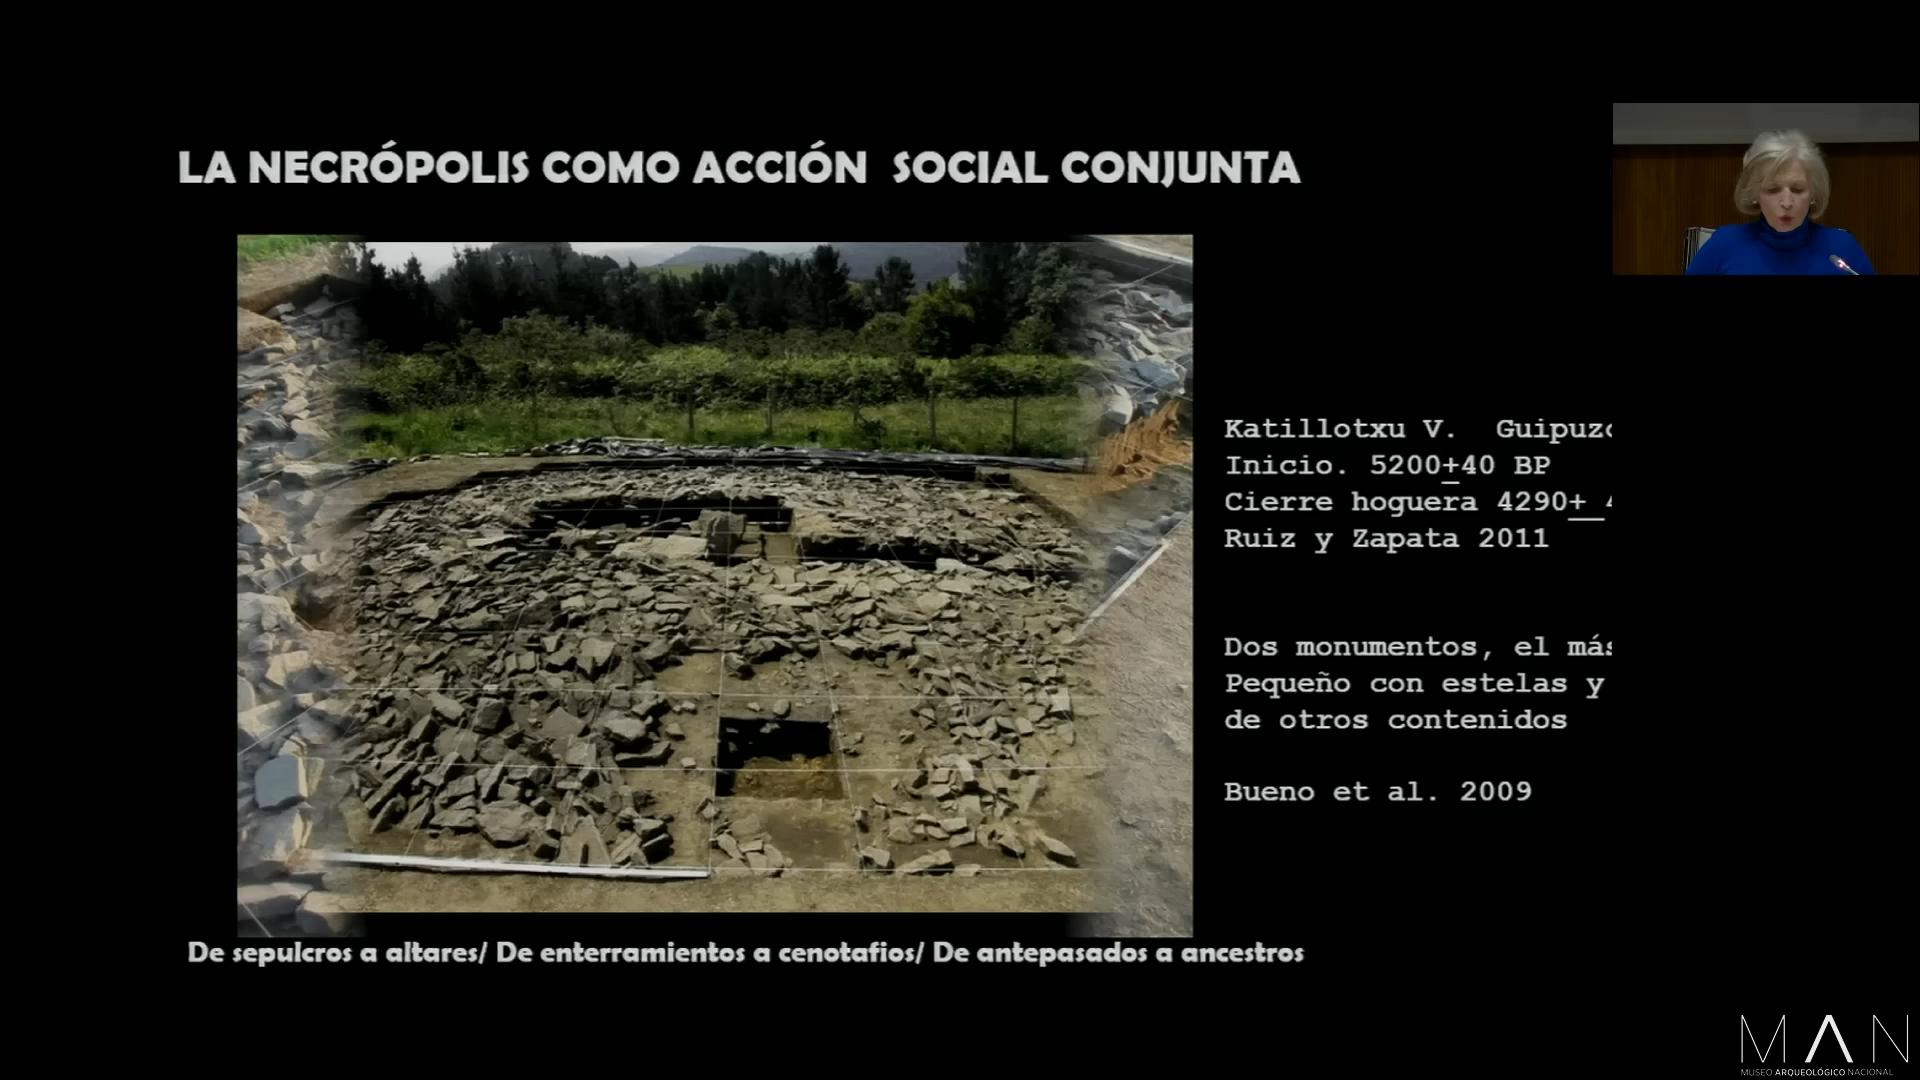 LA NECRÓPOLIS COMO ACCIÓN SOCIAL CONJUNTA
Katillotxu V.
Inicio. 5200+40 BP
Cierre hoguera 4290+
Ruiz y Zapata 2011
Dos monumentos, el más
Pequeño con estelas y
de otros contenidos
Bueno et al. 2009
De sepulcros a altares/ De enterramientos a cenotafios/ De antepasados a ancestros
MAN
MUSEO ARQUEOLÓGICO NACIONAL